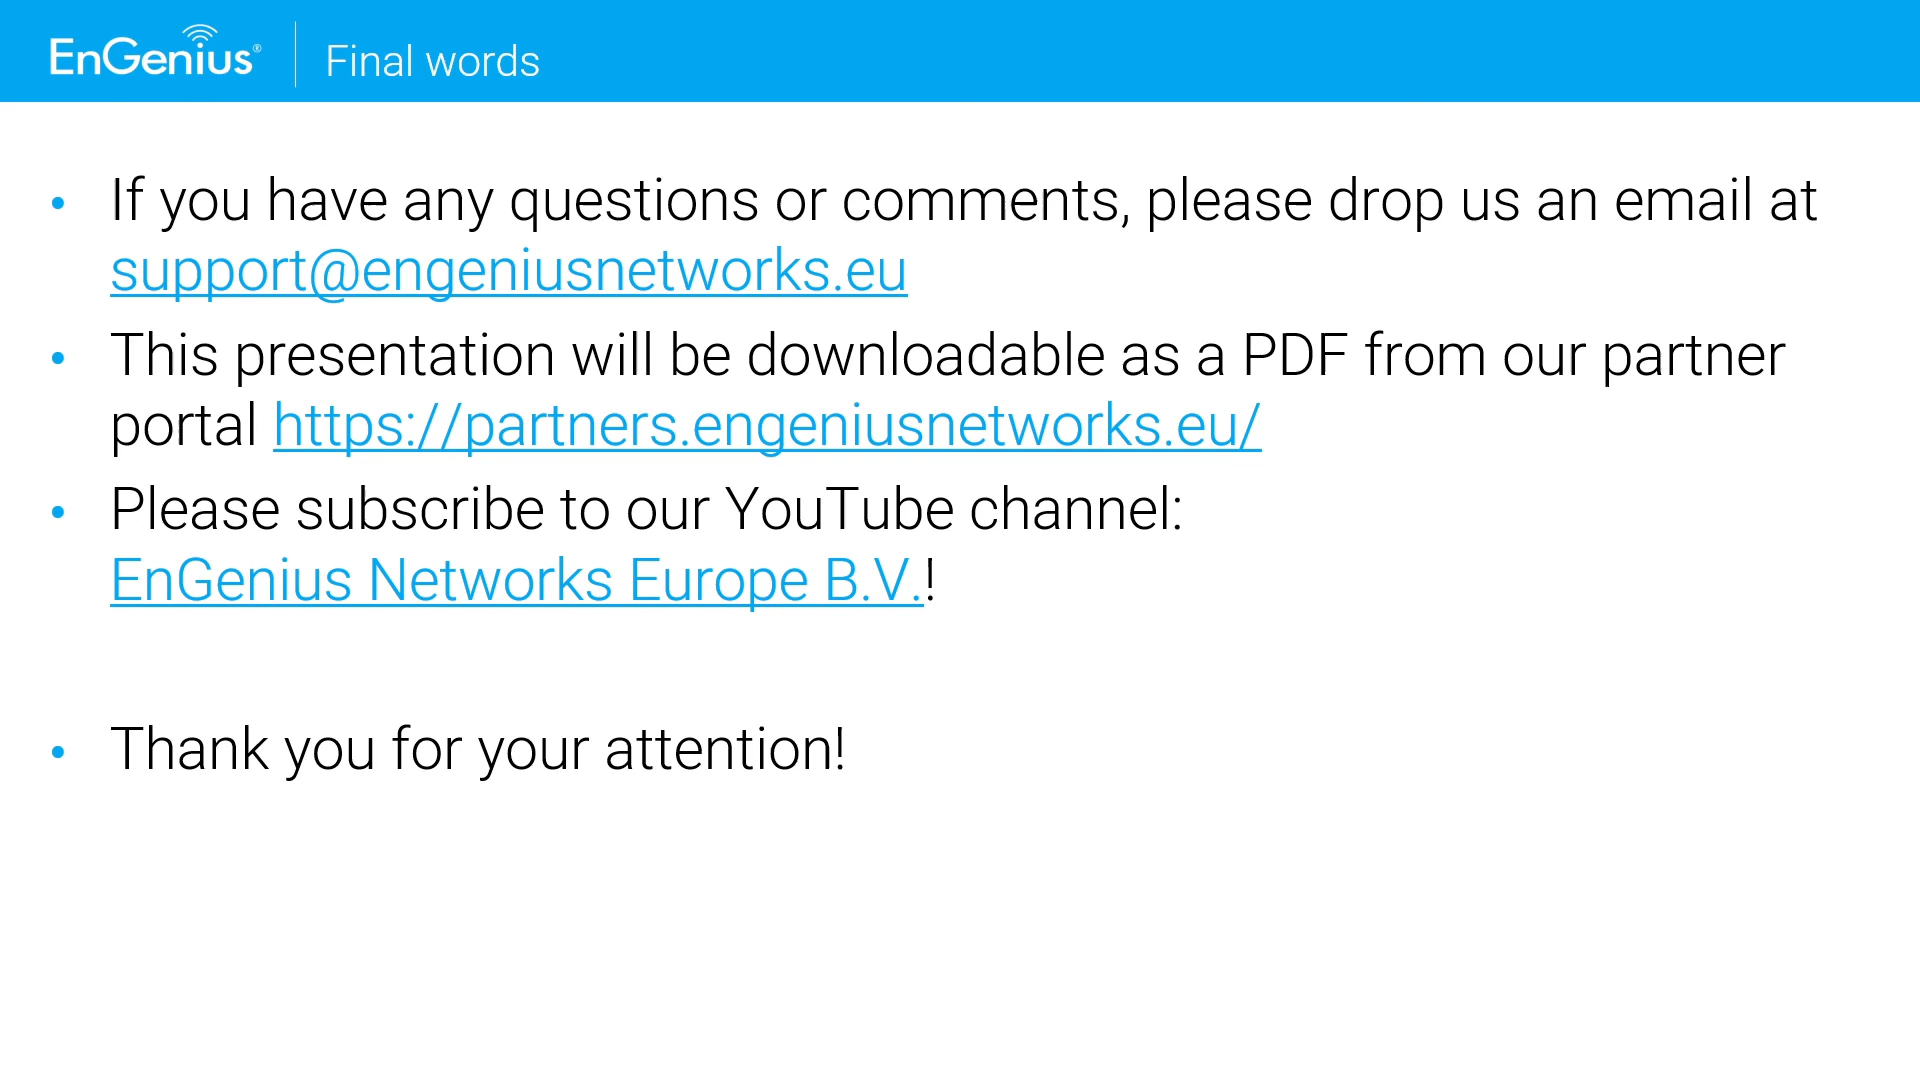 EnGenius®
Final words
• If you have any questions or comments, please drop us an email at
support@engeniusnetworks.eu
• This presentation will be downloadable as a PDF from our partner
portal https://partners.engeniusnetworks.eu/
• Please subscribe to our YouTube channel:
EnGenius Networks Europe B.V.!
• Thank you for your attention!